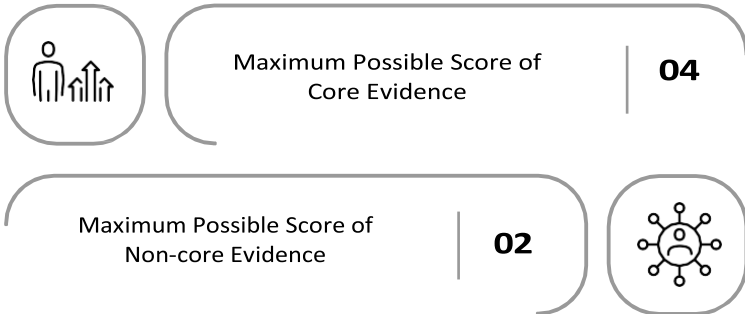 Maximum Possible Score of
Core Evidence
04
Maximum Possible Score of
Non-core Evidence
02